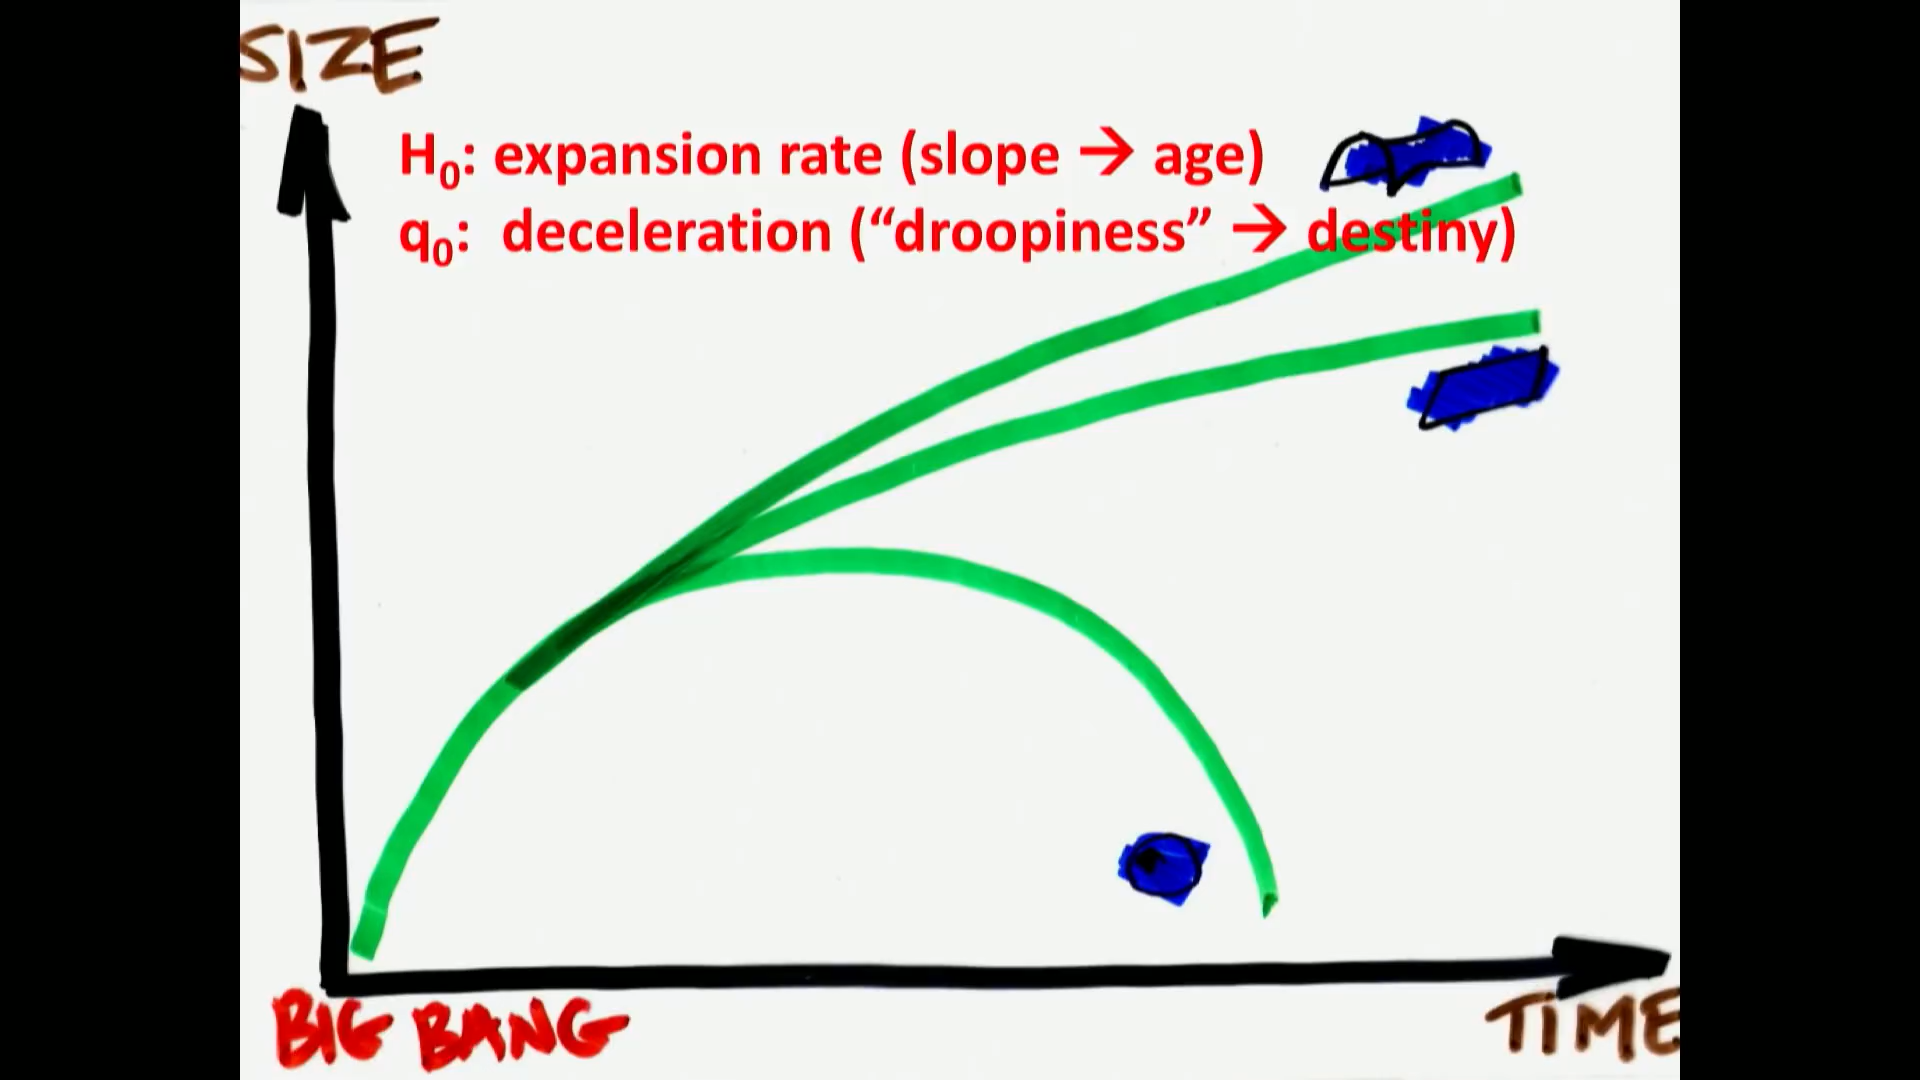 SIZE
H₀: expansion rate (slope → age)
q₀: deceleration (“droopiness” → destiny)
BIG BANG
TIME